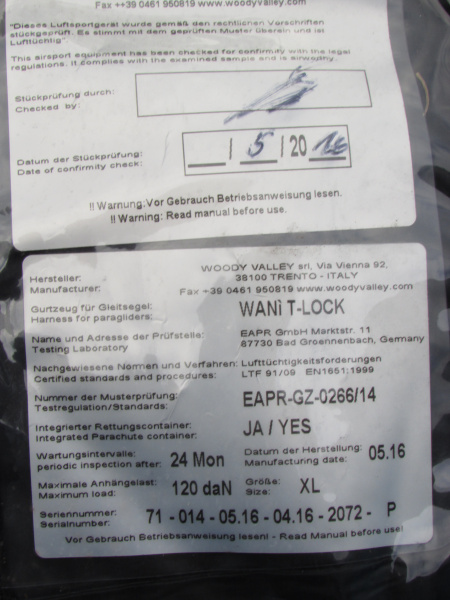 Fax ++39 0461 950819 www.woodyvalley.com
"Dieses Luftsportgerät wurde gemäß den rechtlichen Vorschriften
stückgeprüft. Es stimmt mit dem geprüften Muster überein und ist
Lufttüchtig"
This airsport equipment has been checked for confirmity with the legal
regulations. It complies with the examined sample and is airworthy.
Stückprüfung durch:
Checked by:
Datum der Stückprüfung:
Date of confirmity check:
__ / 5 / 20 16
!! Warnung: Vor Gebrauch Betriebsanweisung lesen.
!! Warning: Read manual before use.
Hersteller:
Manufacturer:
WOODY VALLEY srl, Via Vienna 92,
38100 TRENTO - ITALY
Fax +39 0461 950819 www.woodyvalley.com
Gurtzeug für Gleitsegel:
Harness for paragliders:
WANI T-LOCK
Name und Adresse der Prüfstelle:
Testing Laboratory
EAPR GmbH Marktstr. 11
87730 Bad Groennenbach, Germany
Nachgewiesene Normen und Verfahren:
Certified standards and procedures:
Lufttüchtigkeitsforderungen
LTF 91/09 EN1651:1999
Nummer der Musterprüfung:
Testregulation/Standards:
EAPR-GZ-0266/14
Integrierter Rettungscontainer:
Integrated Parachute container:
JA / YES
Wartungsintervalle:
periodic inspection after:
24 Mon
Datum der Herstellung:
Manufacturing date:
05.16
Maximale Anhängelast:
Maximum load:
120 daN
Größe:
Size:
XL
Seriennummer:
Serialnumber:
71 - 014 - 05.16 - 04.16 - 2072 - P
Vor Gebrauch Betriebsanweisung lesen! - Read Manual before use!